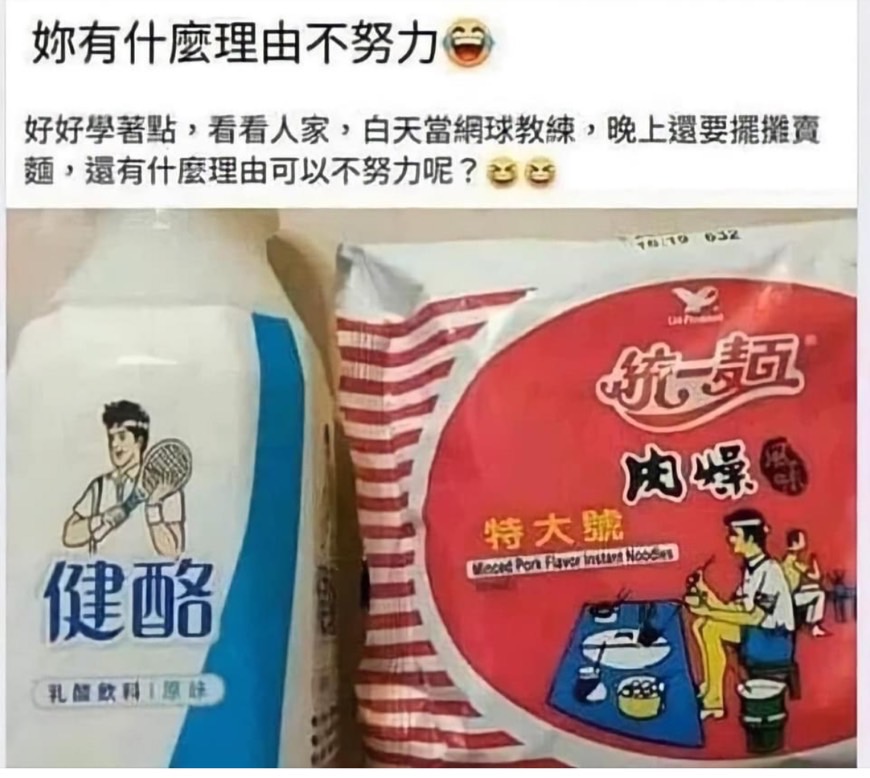 妳有什麼理由不努力😂
好好學著點，看看人家，白天當網球教練，晚上還要擺攤賣
麵，還有什麼理由可以不努力呢？😆😆
健酪
乳酸飲料 | 原味
Uni-President
統一麵
肉燥
風味
特大號
Minced Pork Flavor Instant Noodles